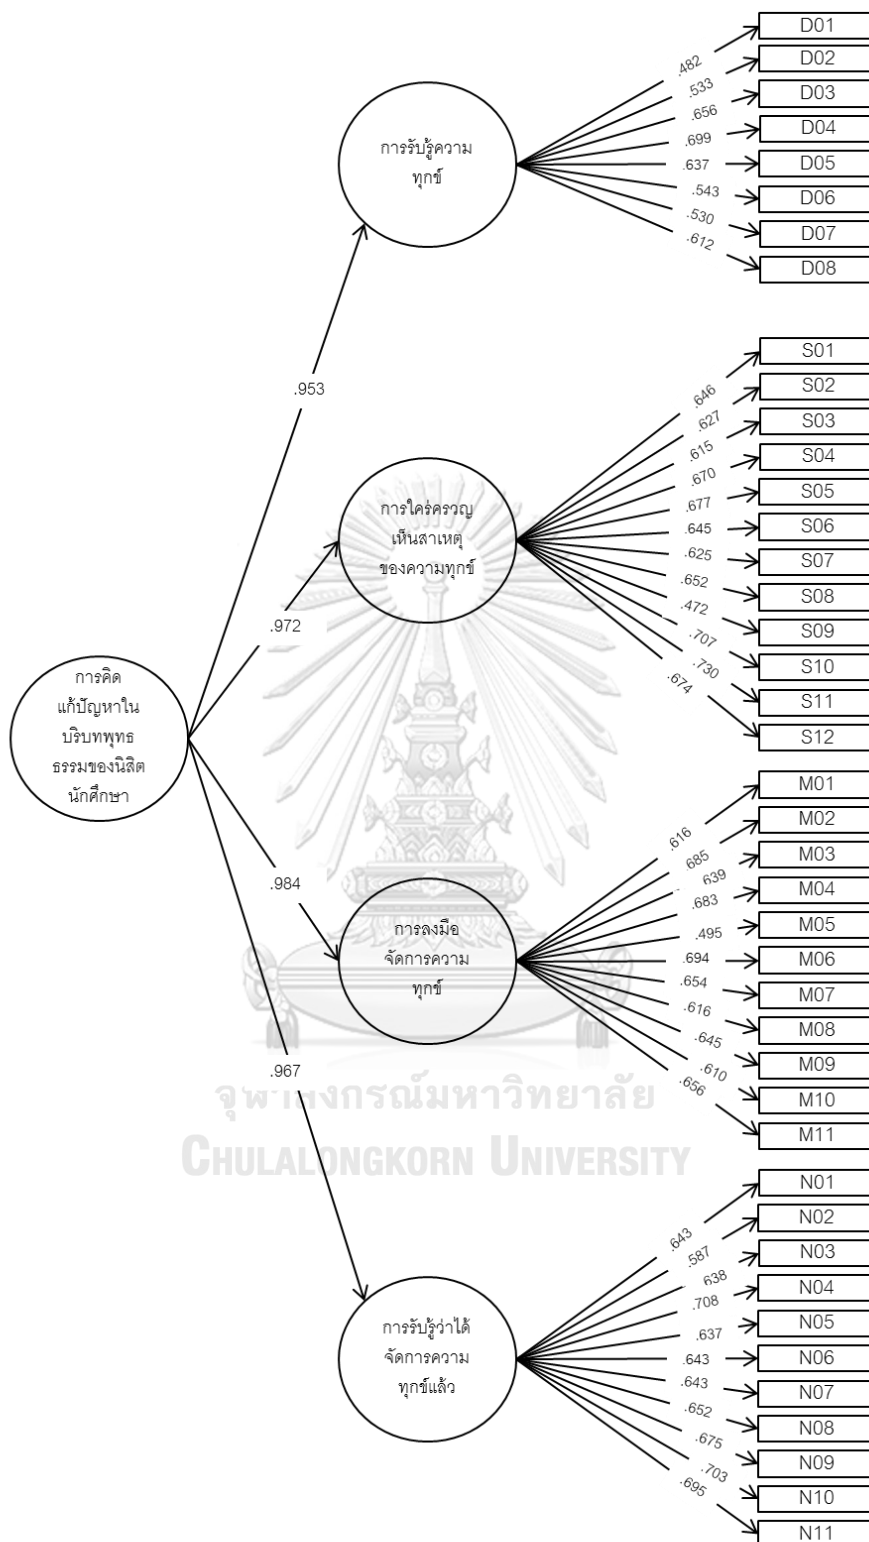 .482
D01
.533
D02
.656
D03
.699
D04
.637
D05
.543
D06
.530
D07
.612
D08
การรับรู้ความ
ทุกข์
.953
.646
S01
.627
S02
.615
S03
.670
S04
.677
S05
.645
S06
.625
S07
.652
S08
.472
S09
.707
S10
.730
S11
.674
S12
การใคร่ครวญ
เห็นสาเหตุ
ของความทุกข์
.972
การคิด
แก้ปัญหาใน
บริบทพุทธ
ธรรมของนิสิต
นักศึกษา
.616
M01
.685
M02
.639
M03
.683
M04
.495
M05
.694
M06
.654
M07
.616
M08
.645
M09
.610
M10
.656
M11
.984
การลงมือ
จัดการความ
ทุกข์
.967
จุฬาลงกรณ์มหาวิทยาลัย
CHULALONGKORN UNIVERSITY
.643
N01
.587
N02
.638
N03
.708
N04
.637
N05
.643
N06
.643
N07
.652
N08
.675
N09
.703
N10
.695
N11
การรับรู้ว่าได้
จัดการความ
ทุกข์แล้ว